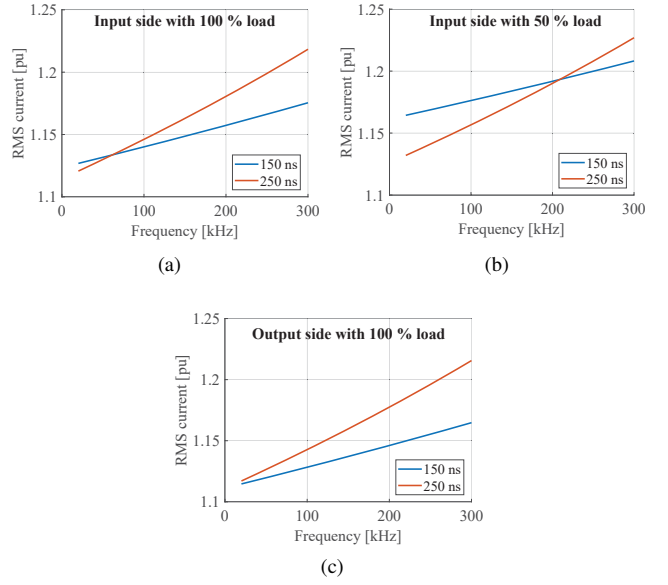 Input side with 100 % load
RMS current [pu]
1.25
1.2
1.15
1.1
0
100
200
300
Frequency [kHz]
150 ns
250 ns
(a)
Input side with 50 % load
RMS current [pu]
1.25
1.2
1.15
1.1
0
100
200
300
Frequency [kHz]
150 ns
250 ns
(b)
Output side with 100 % load
RMS current [pu]
1.25
1.2
1.15
1.1
0
100
200
300
Frequency [kHz]
150 ns
250 ns
(c)